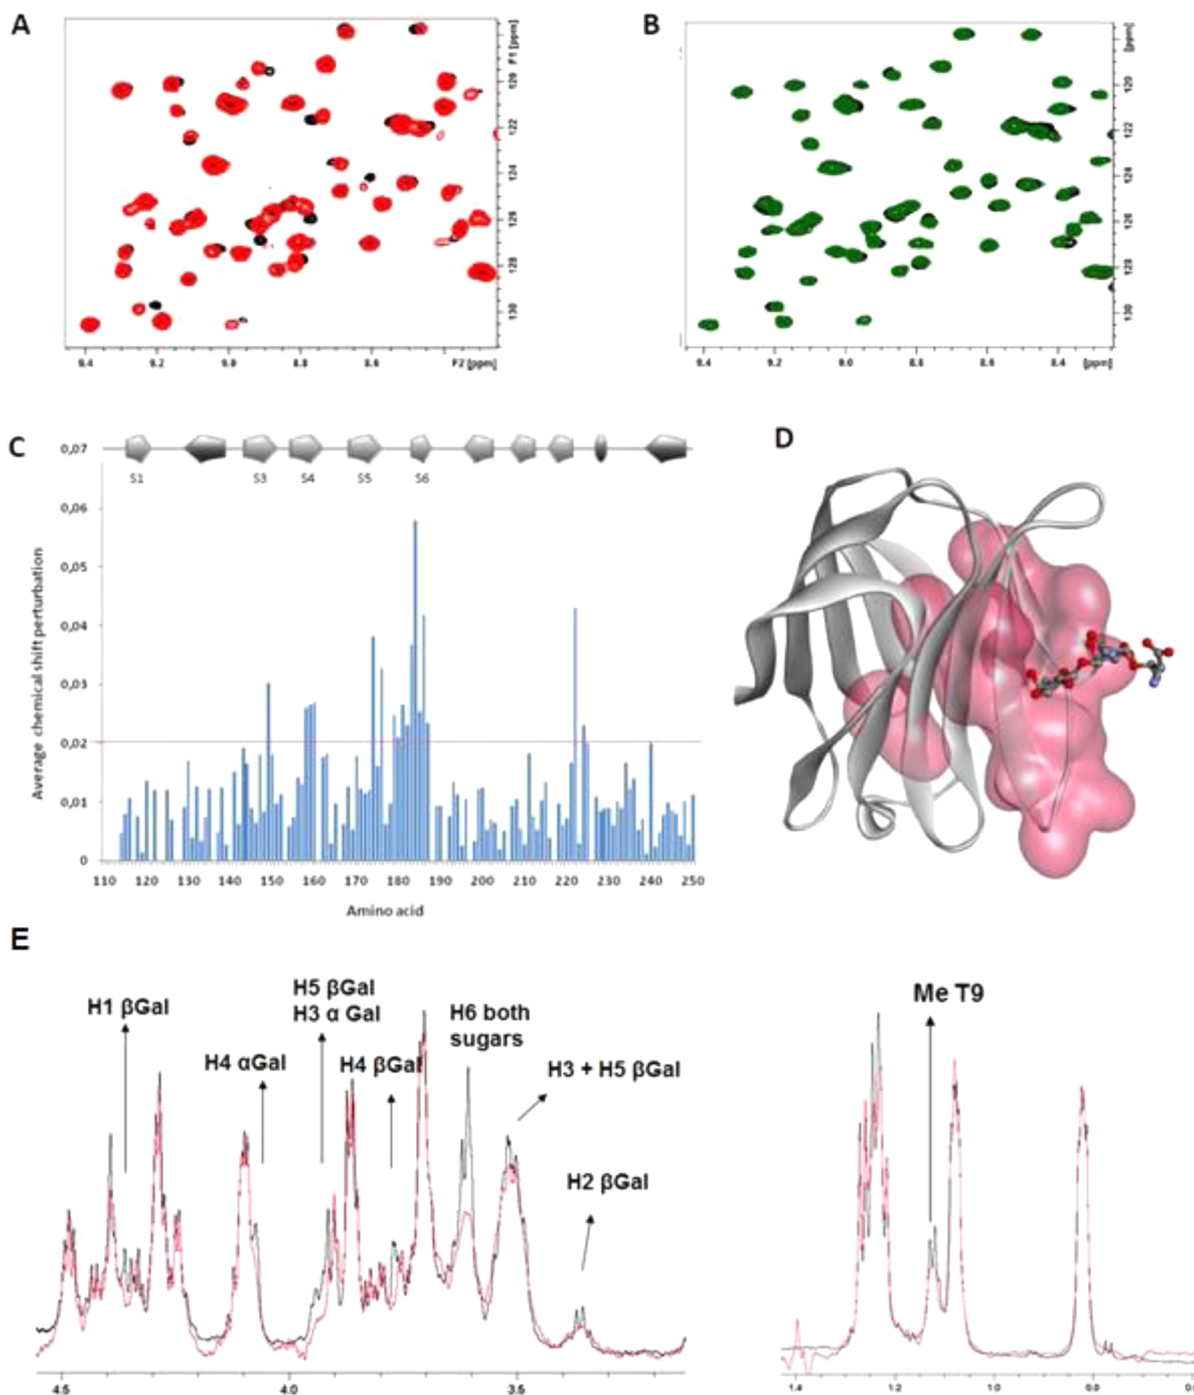 A
B
F1 [ppm]
120
122
124
126
128
130
9.4
9.2
9.0
8.8
8.6
F2 [ppm]
[ppm]
120
122
124
126
128
130
9.4
9.2
9.0
8.8
8.6
8.4
[ppm]
C
D
0,07
S1
S3
S4
S5
S6
0,06
0,05
0,04
0,03
0,02
0,01
0
Average chemical shift perturbation
110 120 130 140 150 160 170 180 190 200 210 220 230 240 250
Amino acid
E
H1 βGal
H4 αGal
H5 βGal
H3 α Gal
H4 βGal
H6 both
sugars
H3 + H5 βGal
H2 βGal
Me T9
4.5
4.0
3.5
1.4
1.2
1.0
0.8